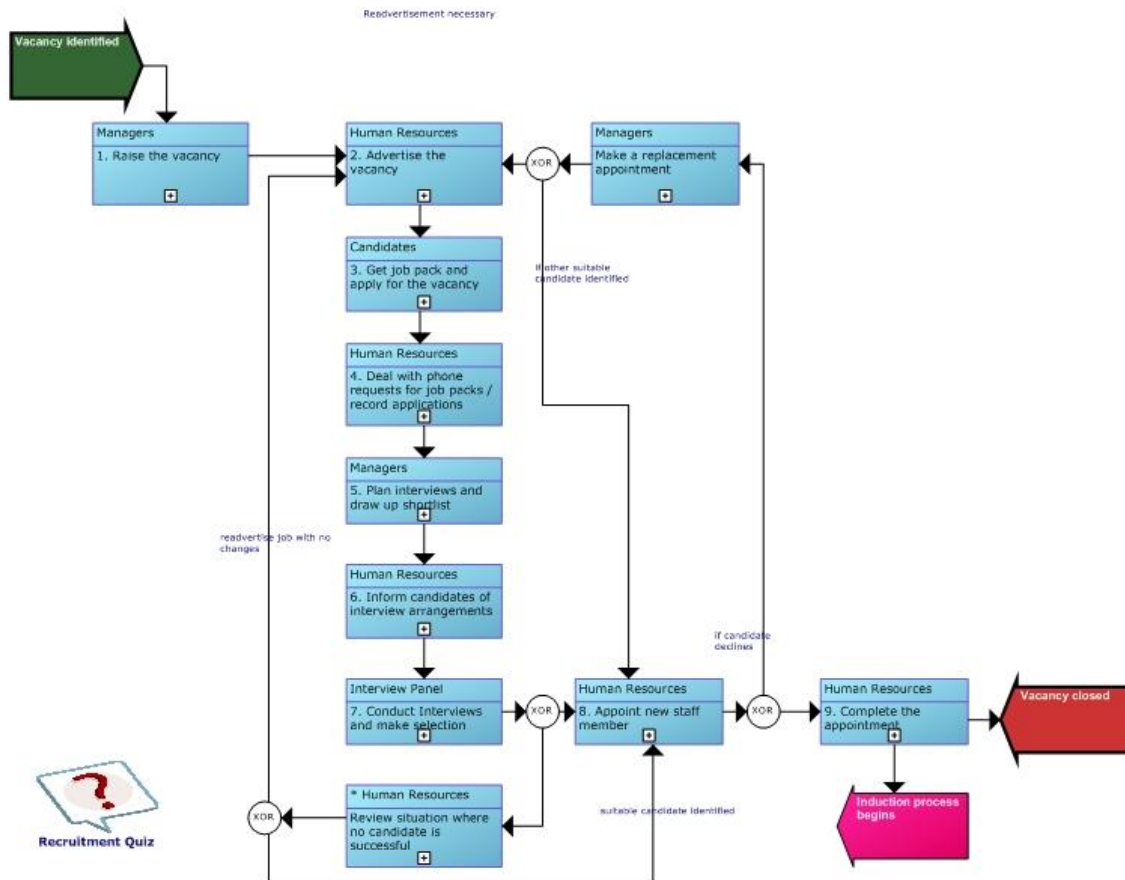 Readvertisement necessary
Vacancy identified
Managers
1. Raise the vacancy
Human Resources
2. Advertise the
vacancy
XOR
Managers
Make a replacement
appointment
Candidates
3. Get job pack and
apply for the vacancy
If other suitable
candidate identified
Human Resources
4. Deal with phone
requests for job packs /
record applications
Managers
5. Plan interviews and
draw up shortlist
readvertise job with no
changes
Human Resources
6. Inform candidates of
interview arrangements
if candidate
declines
Interview Panel
7. Conduct Interviews
and make selection
XOR
Human Resources
8. Appoint new staff
member
XOR
Human Resources
9. Complete the
appointment
Vacancy closed
XOR
* Human Resources
Review situation where
no candidate is
successful
suitable candidate identified
Induction process
begins
Recruitment Quiz